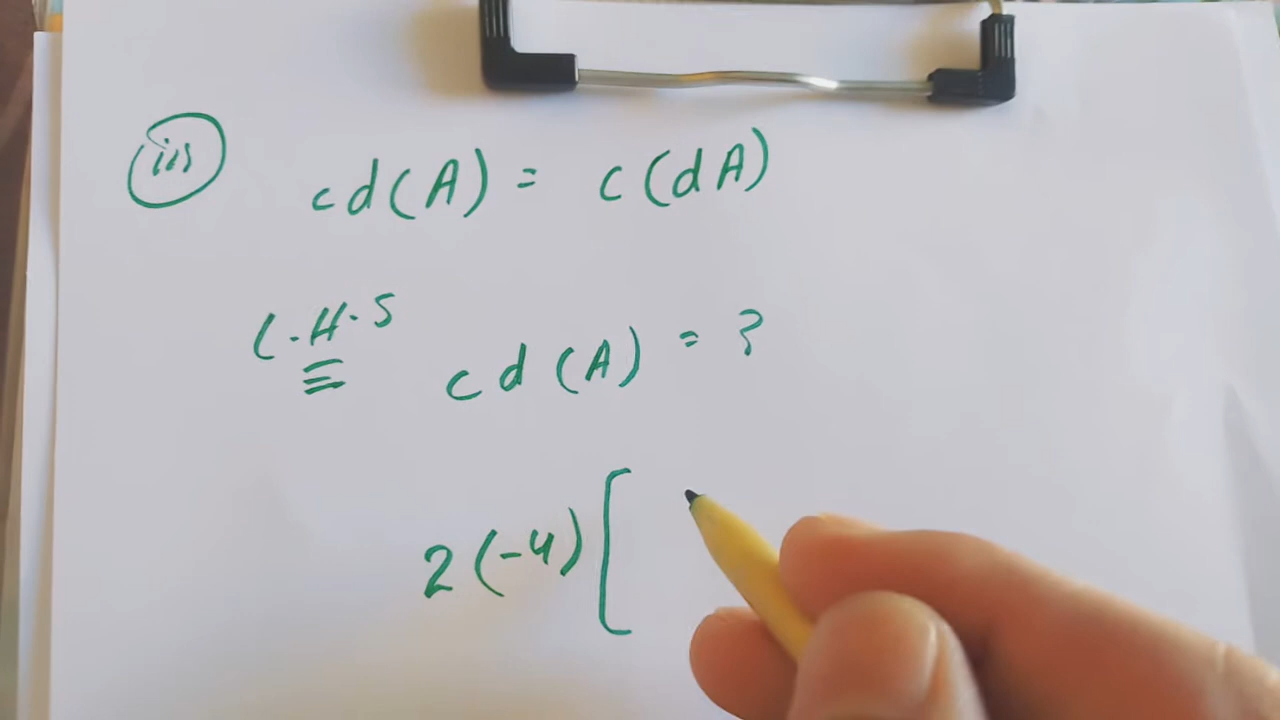 iii cd(A) = c(dA)
L.H.S cd(A) = ?
2(-4)[